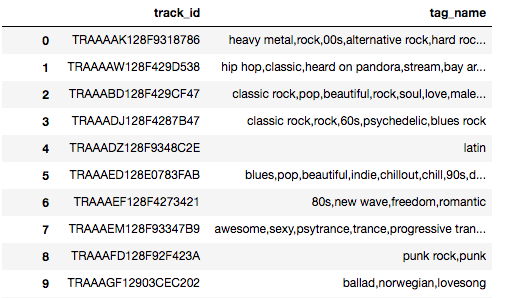 track_id tag_name
0 TRAAAAK128F9318786 heavy metal,rock,00s,alternative rock,hard roc...
1 TRAAAAW128F429D538 hip hop,classic,heard on pandora,stream,bay ar...
2 TRAAABD128F429CF47 classic rock,pop,beautiful,rock,soul,love,male...
3 TRAAADJ128F4287B47 classic rock,rock,60s,psychedelic,blues rock
4 TRAAADZ128F9348C2E latin
5 TRAAAED128E0783FAB blues,pop,beautiful,indie,chillout,chill,90s,d...
6 TRAAAEF128F4273421 80s,new wave,freedom,romantic
7 TRAAAEM128F93347B9 awesome,sexy,psytrance,trance,progressive tran...
8 TRAAAFD128F92F423A punk rock,punk
9 TRAAAGF12903CEC202 ballad,norwegian,lovesong